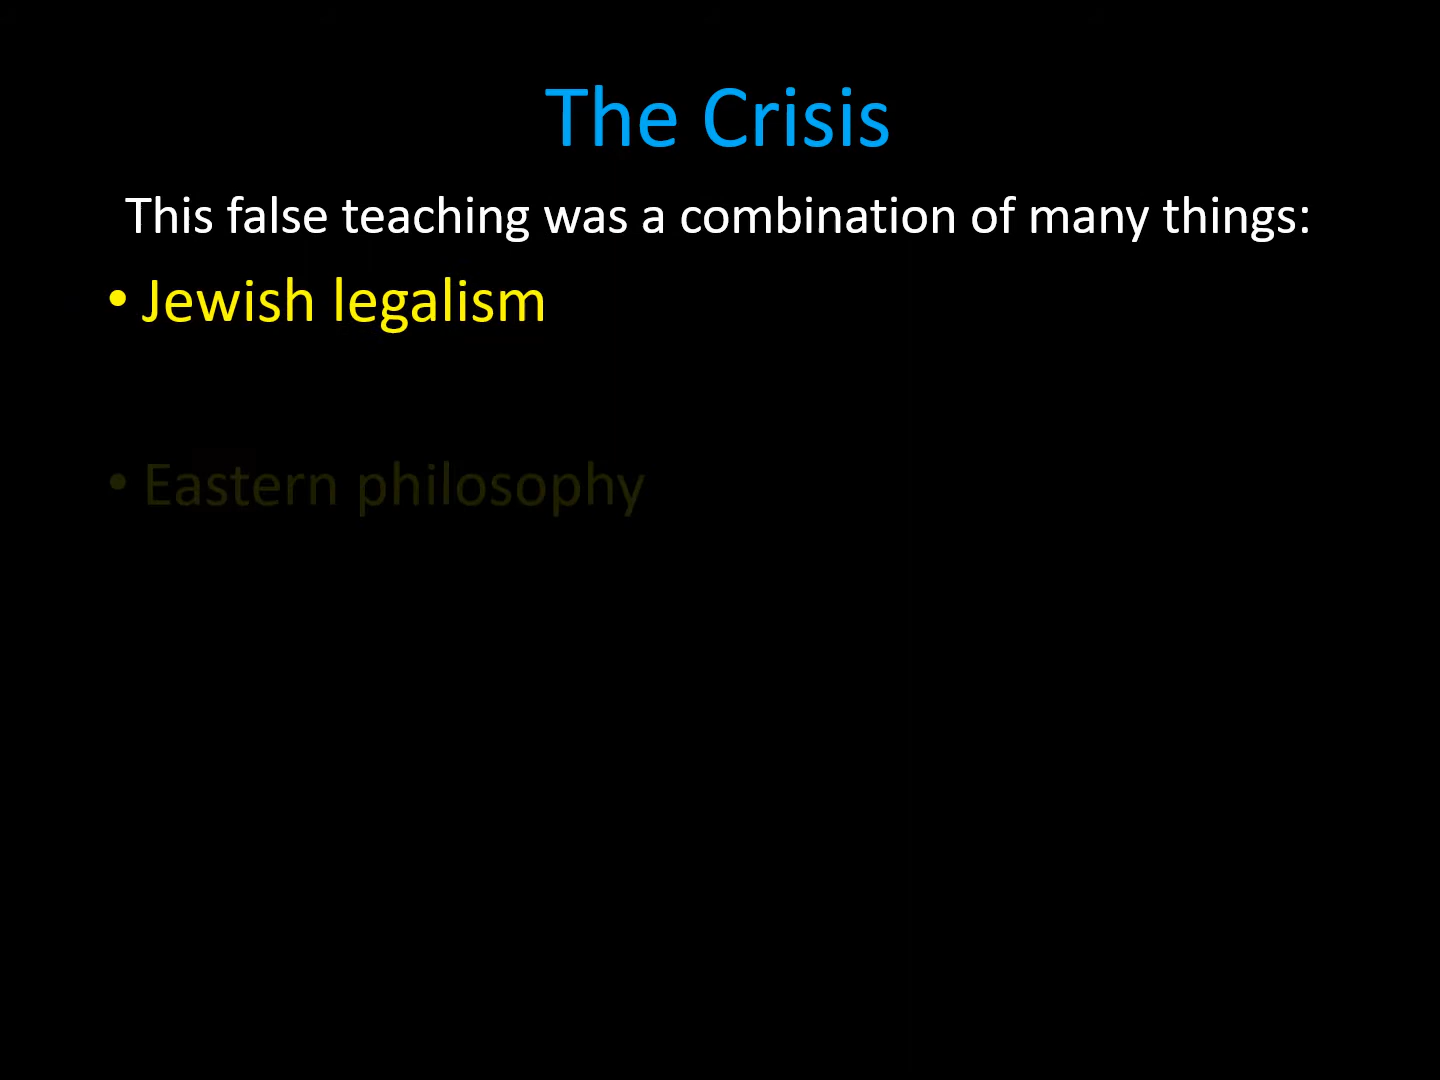 The Crisis
This false teaching was a combination of many things:
• Jewish legalism
• Eastern philosophy